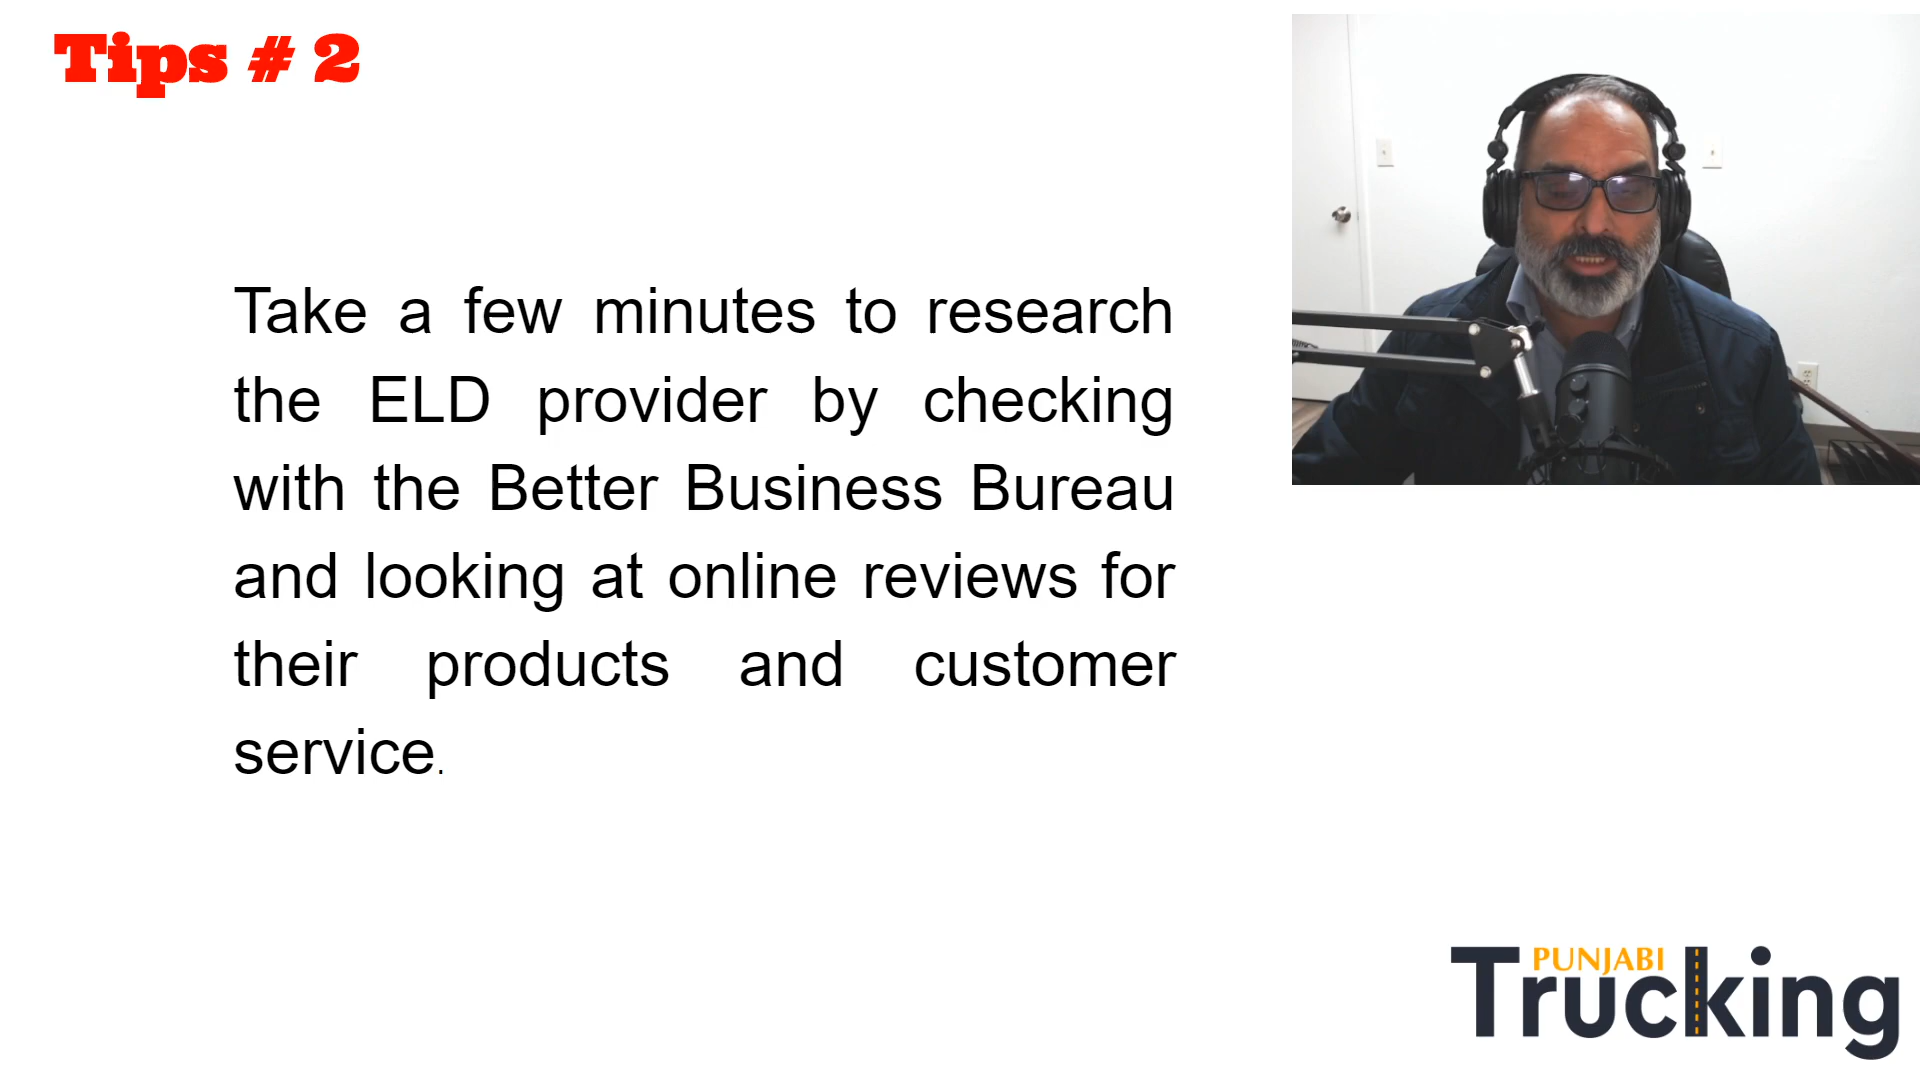 Tips # 2
Take a few minutes to research
the ELD provider by checking
with the Better Business Bureau
and looking at online reviews for
their products and customer
service.
PUNJABI
Trucking